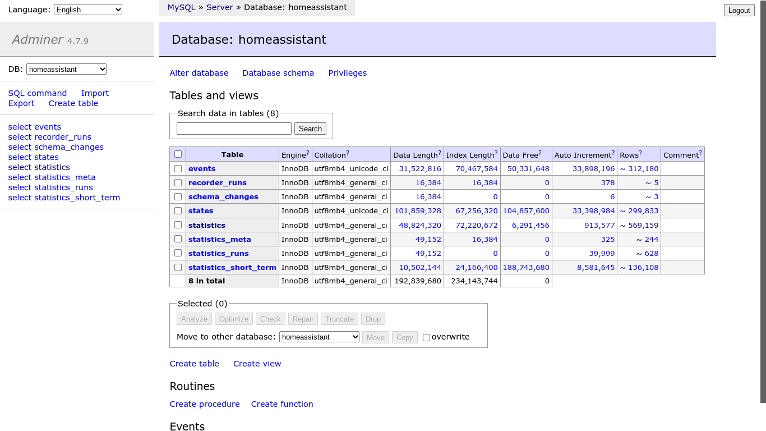 Language: English
MySQL » Server » Database: homeassistant
Logout
Adminer 4.7.9
Database: homeassistant
DB: homeassistant
SQL command Import
Export Create table
select events
select recorder_runs
select schema_changes
select states
select statistics
select statistics_meta
select statistics_runs
select statistics_short_term
Alter database Database schema Privileges
Tables and views
Search data in tables (8)
Search
Table Engine? Collation? Data Length? Index Length? Data Free? Auto Increment? Rows? Comment?
events InnoDB utf8mb4_unicode_ci 31,522,816 70,467,584 50,331,648 33,898,196 ~ 312,180
recorder_runs InnoDB utf8mb4_general_ci 16,384 16,384 0 378 ~ 5
schema_changes InnoDB utf8mb4_general_ci 16,384 0 0 6 ~ 3
states InnoDB utf8mb4_unicode_ci 101,859,328 67,256,320 104,857,600 33,398,984 ~ 299,833
statistics InnoDB utf8mb4_general_ci 48,824,320 72,220,672 6,291,456 913,577 ~ 569,159
statistics_meta InnoDB utf8mb4_general_ci 49,152 16,384 0 325 ~ 244
statistics_runs InnoDB utf8mb4_general_ci 49,152 0 0 39,999 ~ 628
statistics_short_term InnoDB utf8mb4_general_ci 10,502,144 24,166,400 188,743,680 8,581,645 ~ 136,108
8 in total InnoDB utf8mb4_general_ci 192,839,680 234,143,744 0
Selected (0)
Analyze Optimize Check Repair Truncate Drop
Move to other database: homeassistant Move Copy overwrite
Create table Create view
Routines
Create procedure Create function
Events